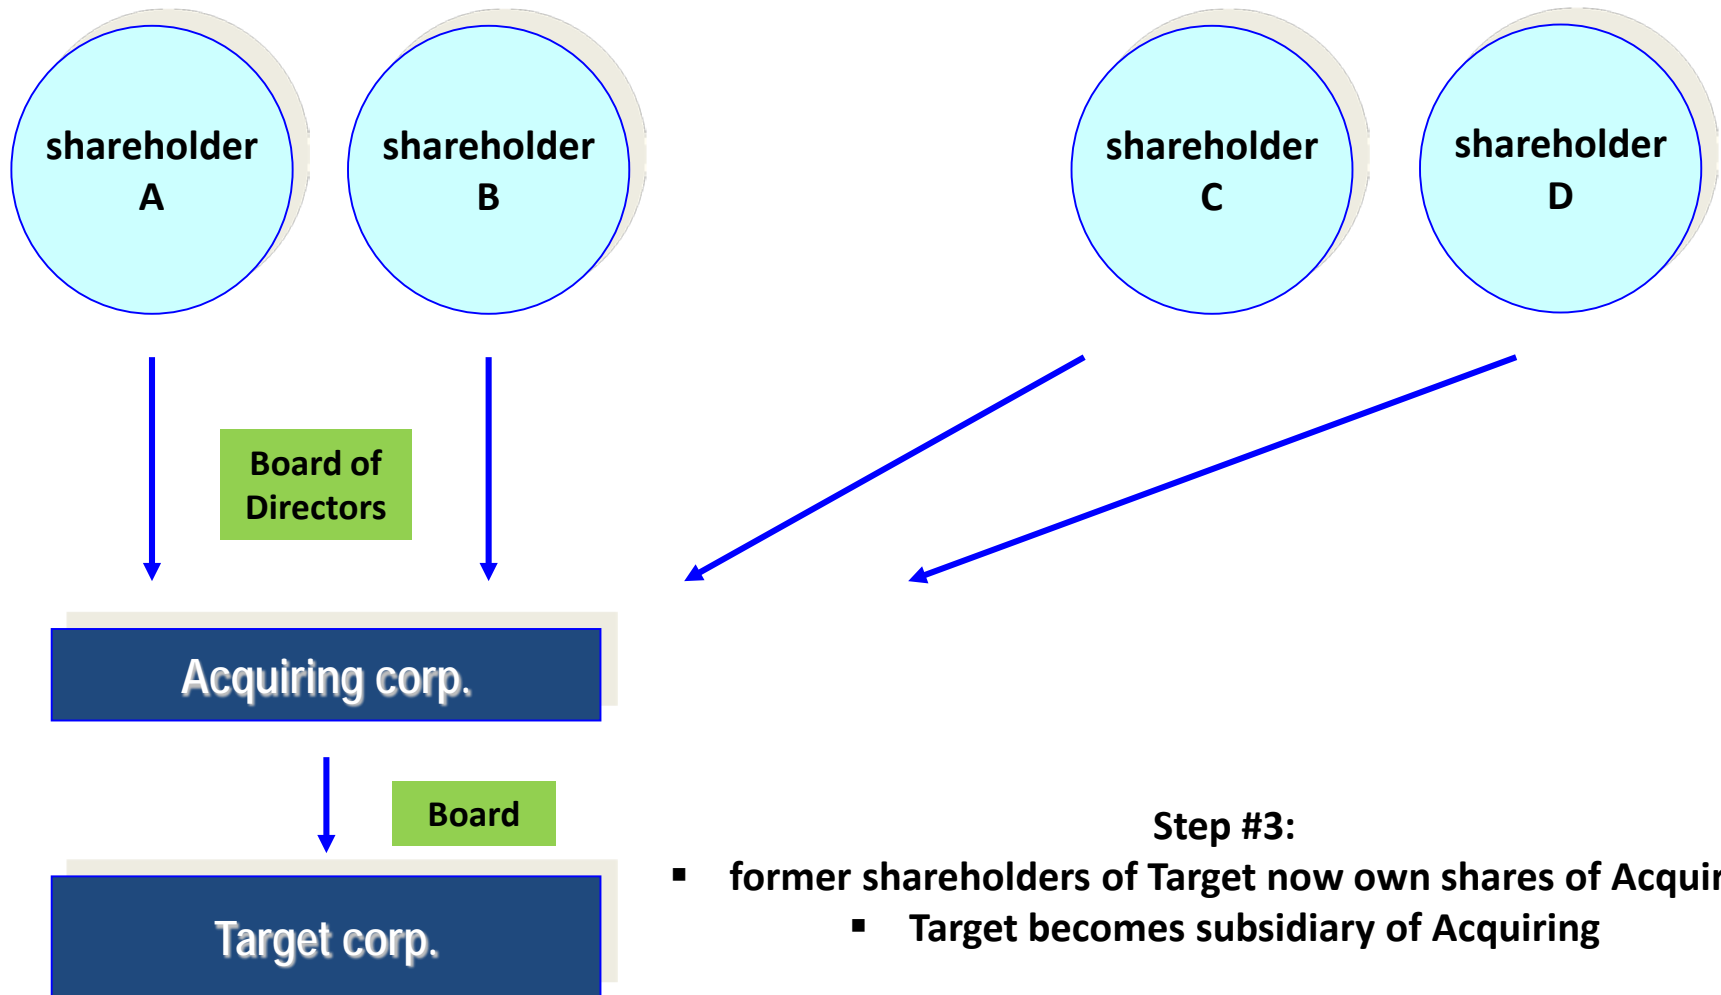 shareholder
A
shareholder
B
shareholder
C
shareholder
D
Board of
Directors
Acquiring corp.
Board
Target corp.
Step #3:
▪ former shareholders of Target now own shares of Acquir
▪ Target becomes subsidiary of Acquiring